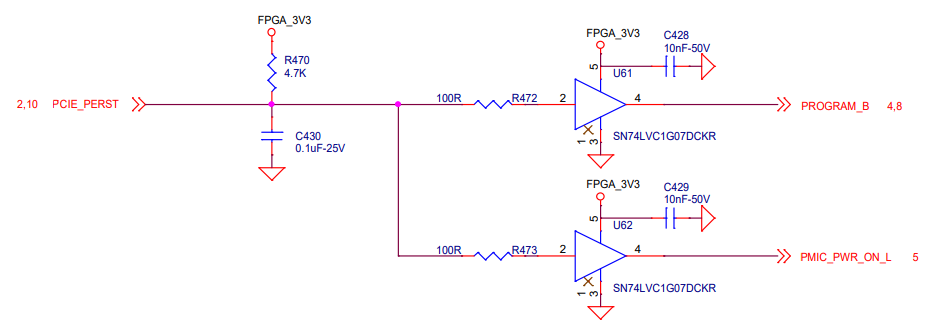 FPGA_3V3
R470
4.7K
2,10 PCIE_PERST
C430
0.1uF-25V
FPGA_3V3
C428
10nF-50V
5
U61
100R R472
2
4
PROGRAM_B 4,8
1
3
SN74LVC1G07DCKR
FPGA_3V3
C429
10nF-50V
5
U62
100R R473
2
4
PMIC_PWR_ON_L 5
1
3
SN74LVC1G07DCKR